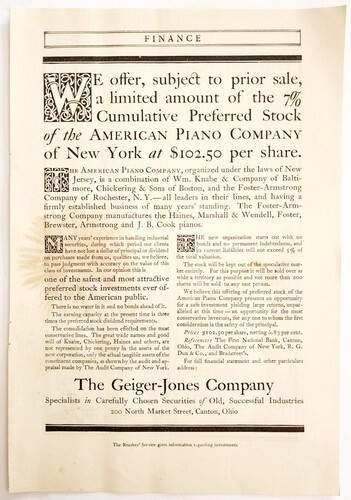 FINANCE
WE offer, subject to prior sale,
a limited amount of the 7%
Cumulative Preferred Stock
of the AMERICAN PIANO COMPANY
of New York at $102.50 per share.
THE AMERICAN PIANO COMPANY, organized under the laws of New
Jersey, is a combination of Wm. Knabe & Company of Balti-
more, Chickering & Sons of Boston, and the Foster-Armstrong
Company of Rochester, N. Y.—all leaders in their lines, and having
a firmly established business of many years' standing. The Foster-Arm-
strong Company manufactures the Haines, Marshall & Wendell, Foster,
Brewster, Armstrong and J. B. Cook pianos.
MANY years' experience in handling industrial
securities, during which period our clients
have not lost a dollar of principal or dividend
on purchases made from us, qualifies us, we believe,
to pass judgment with accuracy on the value of this
class of investments. In our opinion this is
one of the safest and most attractive
preferred stock investments ever of-
fered to the American public.
There is no water in it and no bonds ahead of it.
The earning capacity at the present time is three
times the preferred stock dividend requirements.
The consolidation has been effected on the most
conservative lines. The great trade names and good
will of Knabe, Chickering, Haines and others, are
not represented by one penny in the assets of the
new corporation, only the actual tangible assets of the
constituent companies, as shown by the audit and ap-
praisal made by The Audit Company of New York.
THE new organization starts out with no
bonds and no permanent indebtedness, and
its current liabilities will not exceed 5% of
the total valuation.
The stock will be kept out of the speculative mar-
ket entirely. For this purpose it will be sold over as
wide a territory as possible and not more than 200
shares will be sold to any one person.
We believe this offering of preferred stock of the
American Piano Company presents an opportunity
for a safe investment yielding large returns, unpar-
alleled at this time—an opportunity for the most
conservative investors, for any one to whom the first
consideration is the safety of the principal.
Price: $102.50 per share, netting 6.83 per cent.
References: The First National Bank, Canton,
Ohio, The Audit Company of New York, R. G.
Dun & Co., and Bradstreet's.
For full financial statement and other particulars
address:
The Geiger-Jones Company
Specialists in Carefully Chosen Securities of Old, Successful Industries
200 North Market Street, Canton, Ohio
The Readers' Service gives information regarding investments